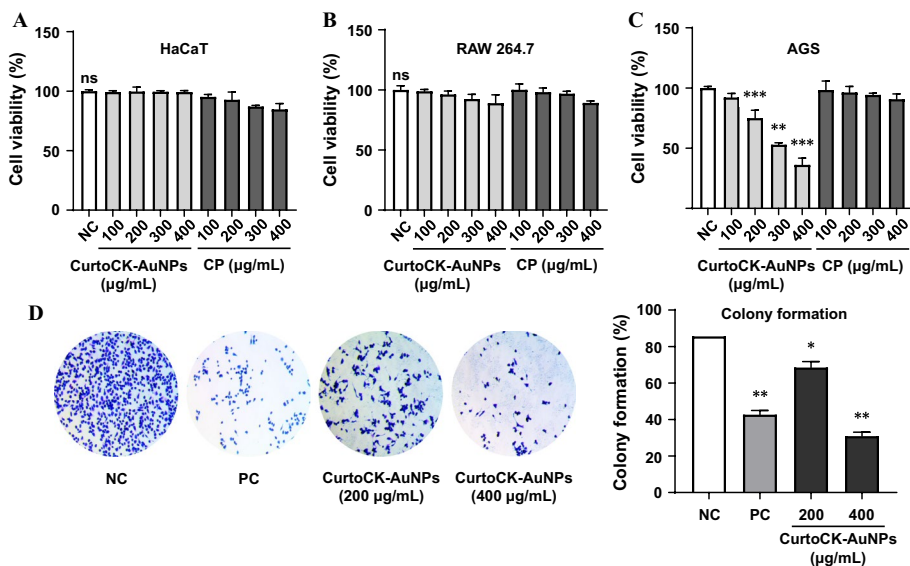 A
HaCaT
Cell viability (%)
150
100
50
0
ns
NC
100
200
300
400
100
200
300
400
CurtoCK-AuNPs
(µg/mL)
CP (µg/mL)
B
RAW 264.7
Cell viability (%)
150
100
50
0
ns
NC
100
200
300
400
100
200
300
400
CurtoCK-AuNPs
(µg/mL)
CP (µg/mL)
C
AGS
Cell viability (%)
150
100
50
***
**
***
NC
100
200
300
400
100
200
300
400
CurtoCK-AuNPs
(µg/mL)
CP (µg/mL)
D
NC
PC
CurtoCK-AuNPs
(200 µg/mL)
CurtoCK-AuNPs
(400 µg/mL)
Colony formation
Colony formation (%)
100
80
60
40
20
0
**
*
**
NC
PC
200
400
CurtoCK-AuNPs
(µg/mL)